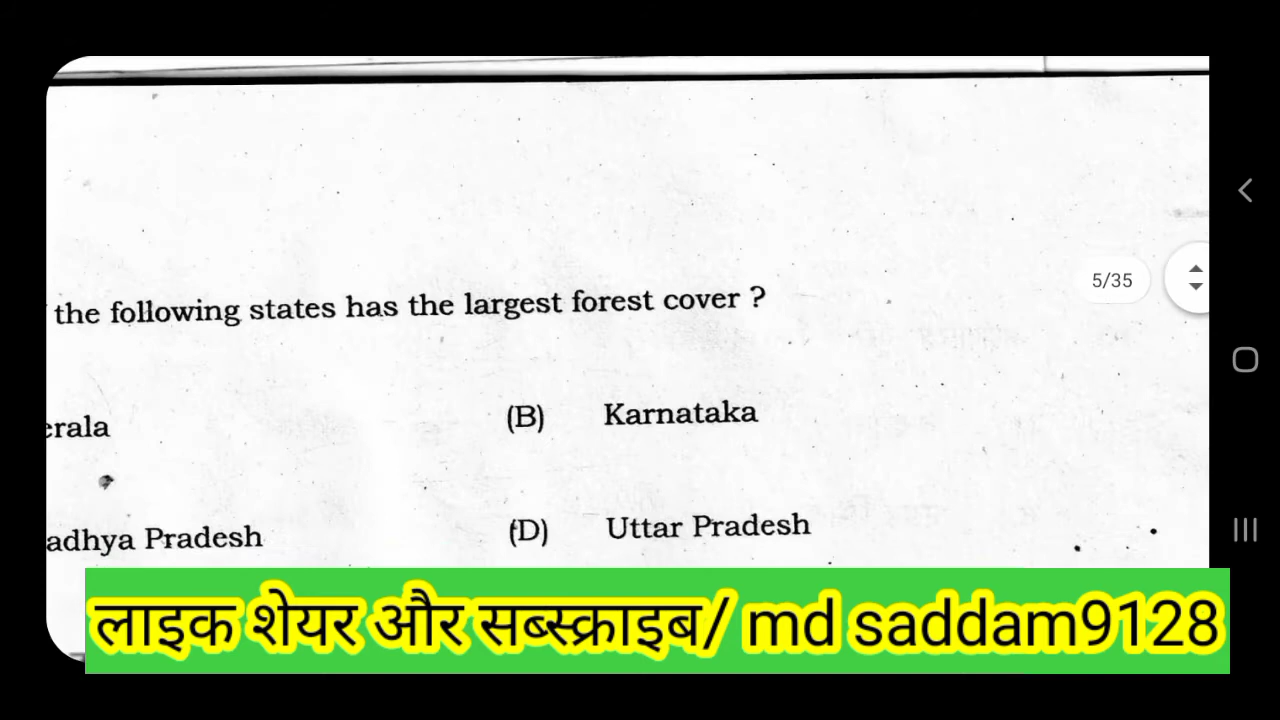 the following states has the largest forest cover ?
5/35
erala
(B) Karnataka
adhya Pradesh
(D) Uttar Pradesh
लाइक शेयर और सब्स्क्राइब/ md saddam9128